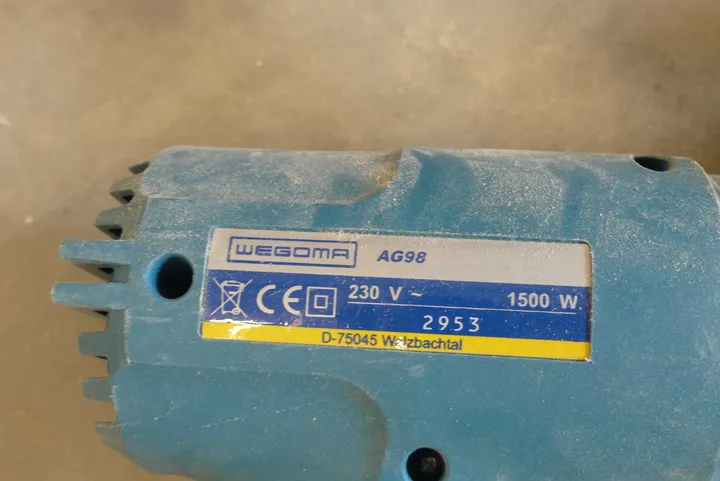 WEGOMA AG98
CE 230 V ~ 1500 W
2953
D-75045 Walzbachtal